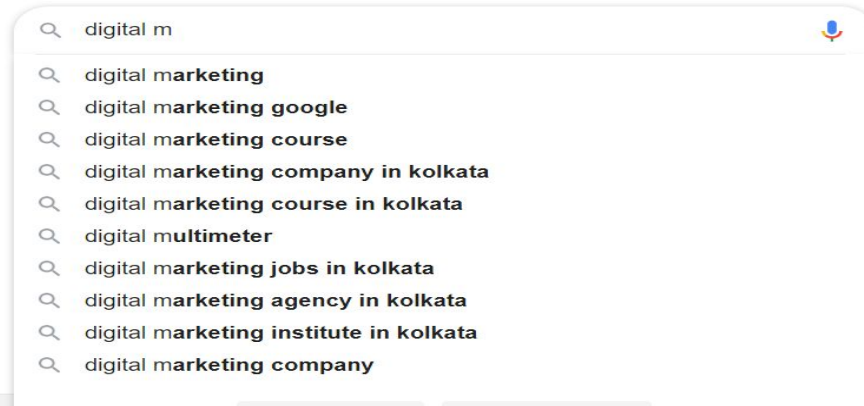 digital m
digital marketing
digital marketing google
digital marketing course
digital marketing company in kolkata
digital marketing course in kolkata
digital multimeter
digital marketing jobs in kolkata
digital marketing agency in kolkata
digital marketing institute in kolkata
digital marketing company